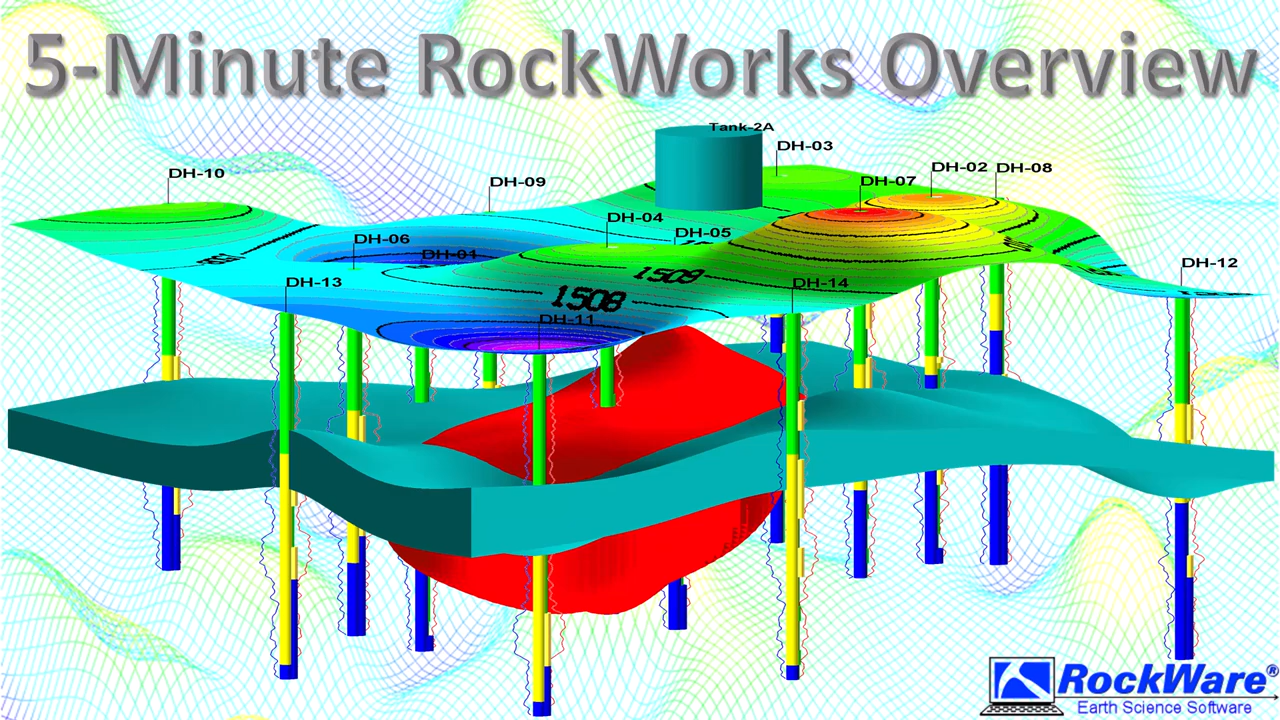 5-Minute RockWorks Overview
Tank-2A
DH-03
DH-10
DH-09
DH-07
DH-02
DH-08
DH-04
DH-05
DH-06
DH-01
DH-12
DH-13
1509
DH-14
1508
DH-11
RockWare®
Earth Science Software